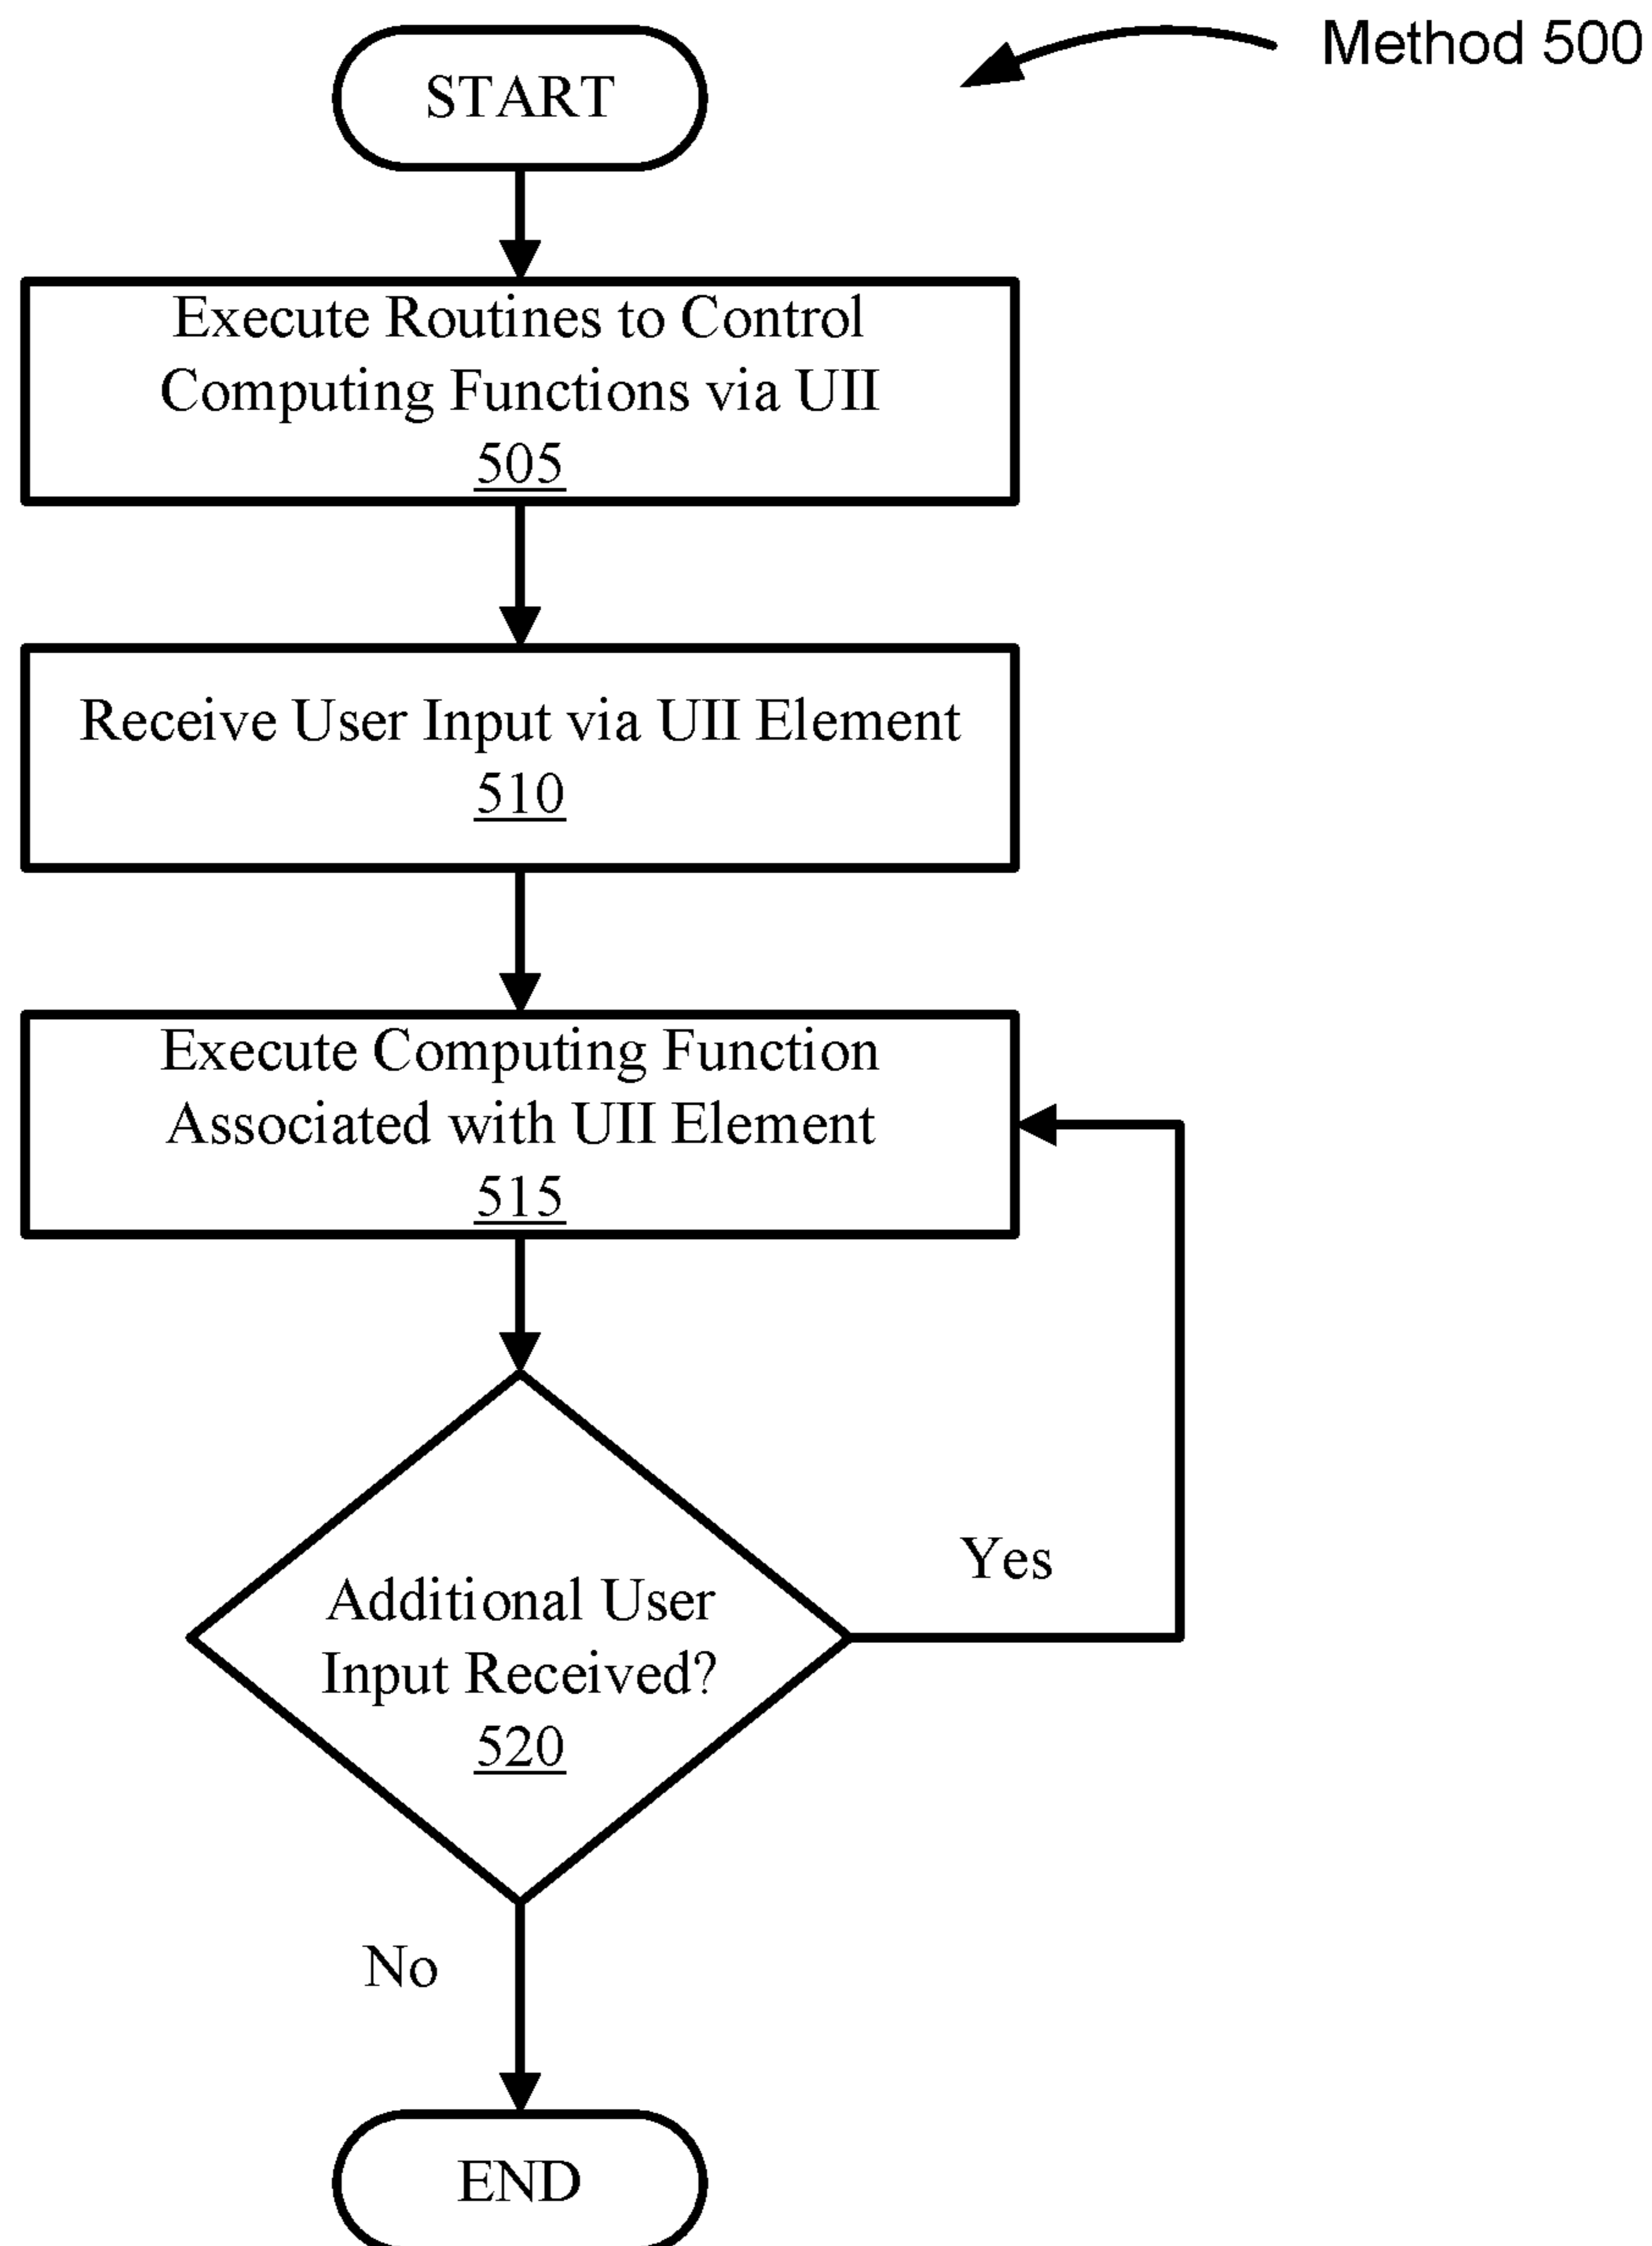 Method 500
START
Execute Routines to Control
Computing Functions via UII
505
Receive User Input via UII Element
510
Execute Computing Function
Associated with UII Element
515
Yes
Additional User
Input Received?
520
No
END